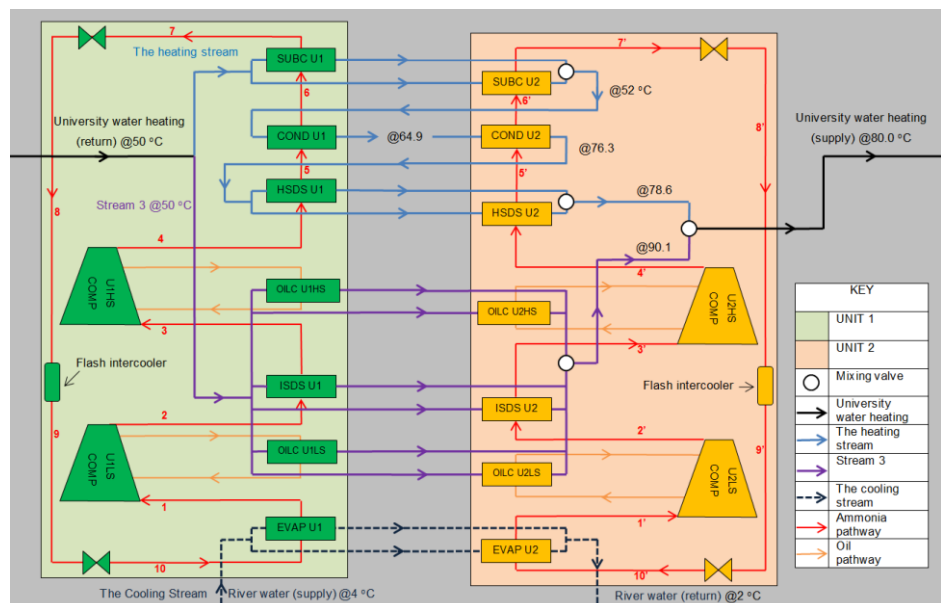 7
The heating stream
SUBC U1
7'
SUBC U2
@52 °C
6
6'
University water heating
(return) @50 °C
COND U1
@64.9
COND U2
@76.3
8'
University water heating
(supply) @80.0 °C
5
5'
HSDS U1
@78.6
HSDS U2
8
Stream 3 @50 °C
4
@90.1
4'
U1HS
COMP
OILC U1HS
OILC U2HS
U2HS
COMP
3
3'
Flash intercooler
Flash intercooler
ISDS U1
ISDS U2
9
2
2'
9'
U1LS
COMP
OILC U1LS
OILC U2LS
U2LS
COMP
1
1'
EVAP U1
EVAP U2
10
10'
The Cooling Stream
River water (supply) @4 °C
River water (return) @2 °C
KEY
UNIT 1
UNIT 2
Mixing valve
University
water heating
The heating
stream
Stream 3
The cooling
stream
Ammonia
pathway
Oil
pathway